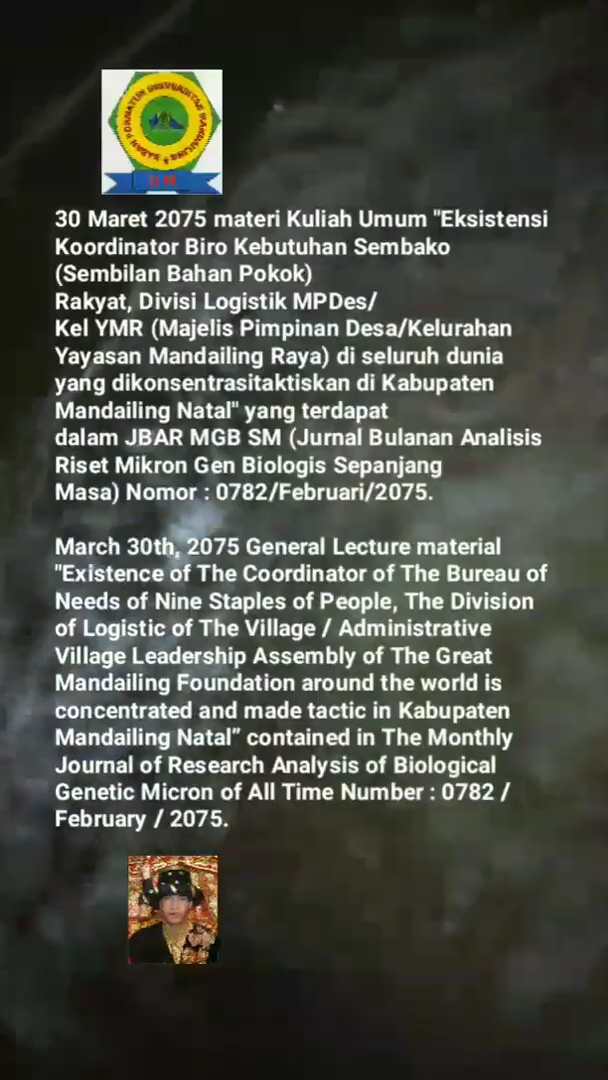 BADAN FORMATUR UNIVERSITAS MANDAILING
UM
30 Maret 2075 materi Kuliah Umum "Eksistensi
Koordinator Biro Kebutuhan Sembako
(Sembilan Bahan Pokok)
Rakyat, Divisi Logistik MPDes/
Kel YMR (Majelis Pimpinan Desa/Kelurahan
Yayasan Mandailing Raya) di seluruh dunia
yang dikonsentrasitaktiskan di Kabupaten
Mandailing Natal" yang terdapat
dalam JBAR MGB SM (Jurnal Bulanan Analisis
Riset Mikron Gen Biologis Sepanjang
Masa) Nomor : 0782/Februari/2075.
March 30th, 2075 General Lecture material
"Existence of The Coordinator of The Bureau of
Needs of Nine Staples of People, The Division
of Logistic of The Village / Administrative
Village Leadership Assembly of The Great
Mandailing Foundation around the world is
concentrated and made tactic in Kabupaten
Mandailing Natal” contained in The Monthly
Journal of Research Analysis of Biological
Genetic Micron of All Time Number : 0782 /
February / 2075.